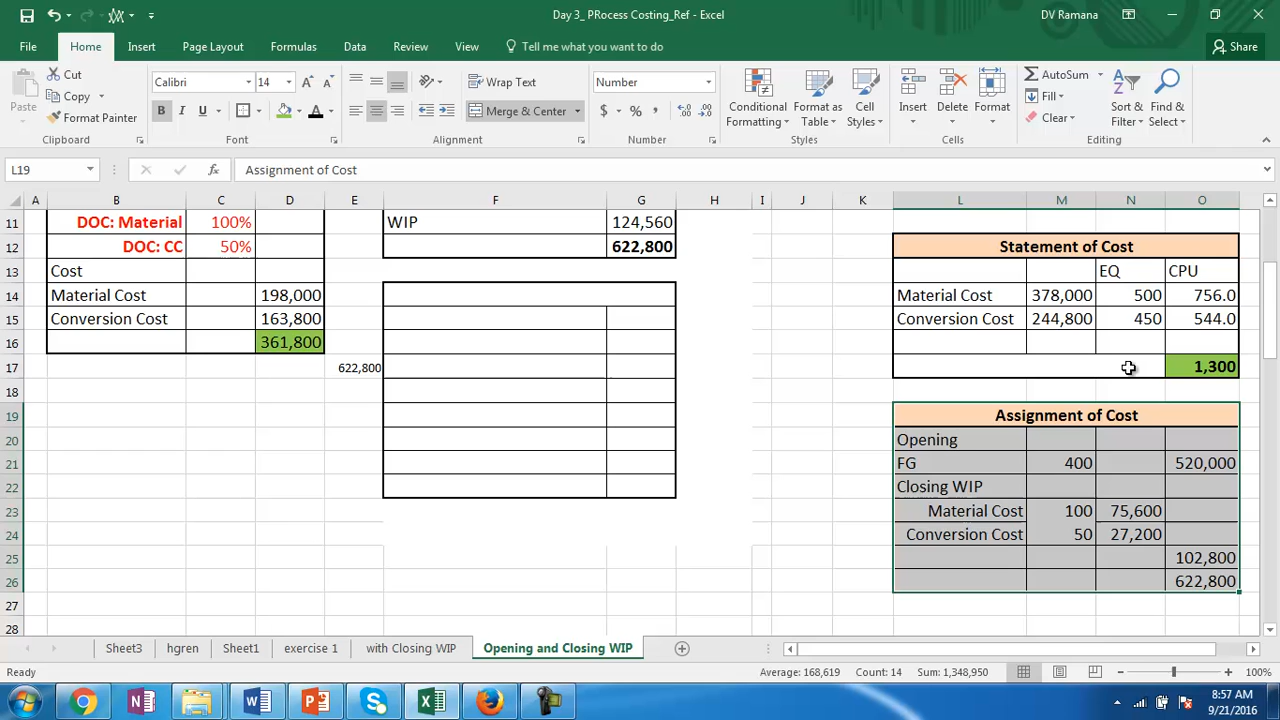 Day 3_ PRocess Costing_Ref - Excel
DV Ramana
File Home Insert Page Layout Formulas Data Review View Tell me what you want to do Share
Paste
Cut
Copy
Format Painter
Clipboard
Calibri 14
B I U
Font
Wrap Text
Merge & Center
Alignment
Number
$ % ,
Number
Conditional Formatting
Format as Table
Cell Styles
Styles
Insert Delete Format
Cells
AutoSum
Fill
Clear
Sort & Filter
Find & Select
Editing
L19 fx Assignment of Cost
A B C D E F G H I J K L M N O
11 DOC: Material 100% WIP 124,560
12 DOC: CC 50% 622,800 Statement of Cost
13 Cost EQ CPU
14 Material Cost 198,000 Material Cost 378,000 500 756.0
15 Conversion Cost 163,800 Conversion Cost 244,800 450 544.0
16 361,800
17 622,800 1,300
18
19 Assignment of Cost
20 Opening
21 FG 400 520,000
22 Closing WIP
23 Material Cost 100 75,600
24 Conversion Cost 50 27,200
25 102,800
26 622,800
27
28
Sheet3 hgren Sheet1 exercise 1 with Closing WIP Opening and Closing WIP
Ready Average: 168,619 Count: 14 Sum: 1,348,950 100%
8:57 AM
9/21/2016